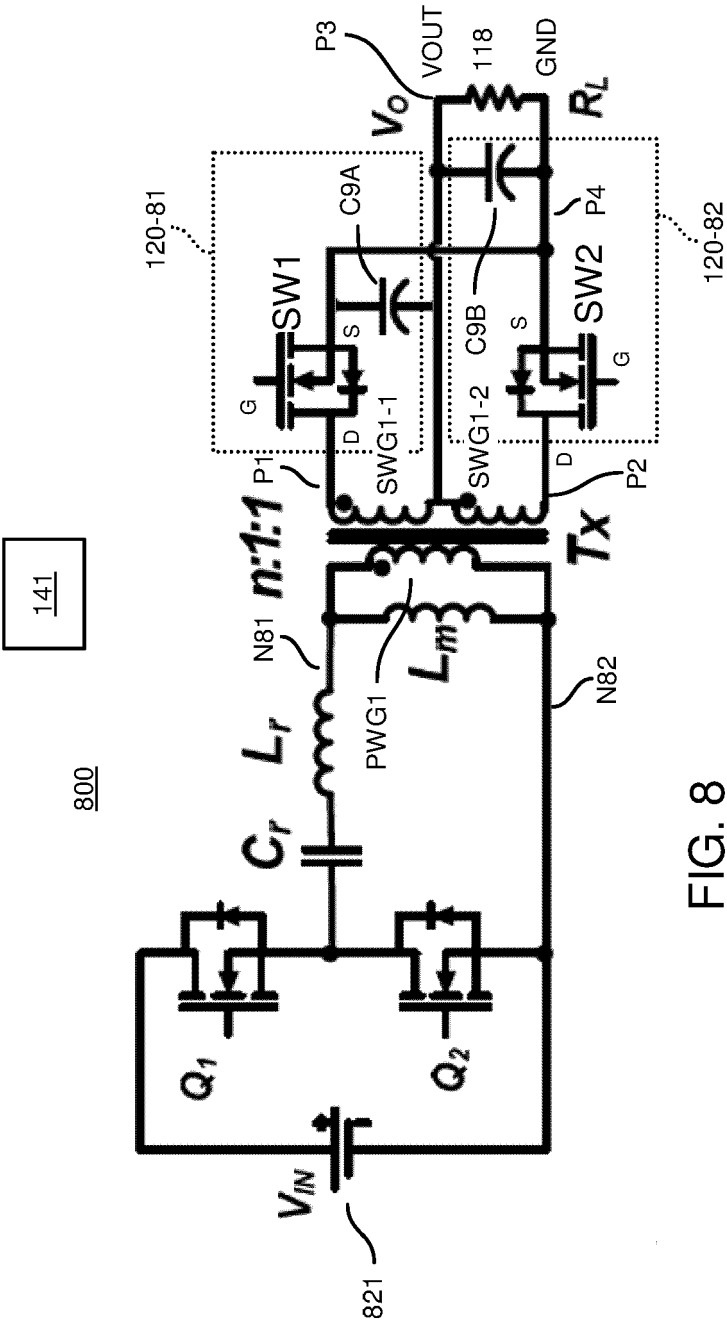 800
141
120-81
P3
VOUT
118
GND
Vo
RL
C9A
SW1
G
S
D
SWG1-1
P1
n:1:1
N81
Lr
Cr
Q1
VIN
821
Q2
PWG1
Lm
N82
Tx
P2
D
SWG1-2
C9B
S
SW2
G
P4
120-82
FIG. 8